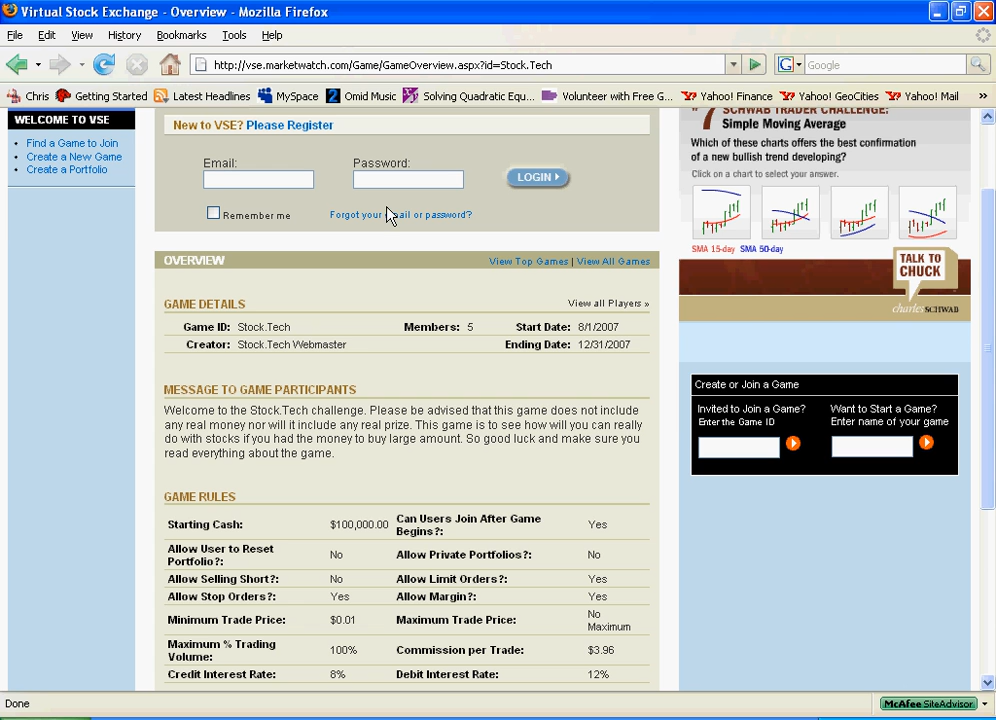 Virtual Stock Exchange - Overview - Mozilla Firefox
File Edit View History Bookmarks Tools Help
http://vse.marketwatch.com/Game/GameOverview.aspx?id=Stock.Tech
G Google
Chris Getting Started Latest Headlines MySpace Omid Music Solving Quadratic Equ... Volunteer with Free G... Yahoo! Finance Yahoo! GeoCities Yahoo! Mail »
WELCOME TO VSE
Find a Game to Join
Create a New Game
Create a Portfolio
New to VSE? Please Register
Email: Password:
LOGIN
Remember me Forgot your email or password?
OVERVIEW View Top Games | View All Games
GAME DETAILS View all Players »
Game ID: Stock.Tech Members: 5 Start Date: 8/1/2007
Creator: Stock.Tech Webmaster Ending Date: 12/31/2007
MESSAGE TO GAME PARTICIPANTS
Welcome to the Stock.Tech challenge. Please be advised that this game does not include
any real money nor will it include any real prize. This game is to see how will you can really
do with stocks if you had the money to buy large amount. So good luck and make sure you
read everything about the game.
GAME RULES
Starting Cash: $100,000.00 Can Users Join After Game Begins?: Yes
Allow User to Reset Portfolio?: No Allow Private Portfolios?: No
Allow Selling Short?: No Allow Limit Orders?: Yes
Allow Stop Orders?: Yes Allow Margin?: Yes
Minimum Trade Price: $0.01 Maximum Trade Price: No Maximum
Maximum % Trading Volume: 100% Commission per Trade: $3.96
Credit Interest Rate: 8% Debit Interest Rate: 12%
"7 SCHWAB TRADER CHALLENGE:
Simple Moving Average
Which of these charts offers the best confirmation
of a new bullish trend developing?
Click on a chart to select your answer.
SMA 15-day SMA 50-day
TALK TO
CHUCK
charles SCHWAB
Create or Join a Game
Invited to Join a Game? Want to Start a Game?
Enter the Game ID Enter name of your game
Done
McAfee SiteAdvisor